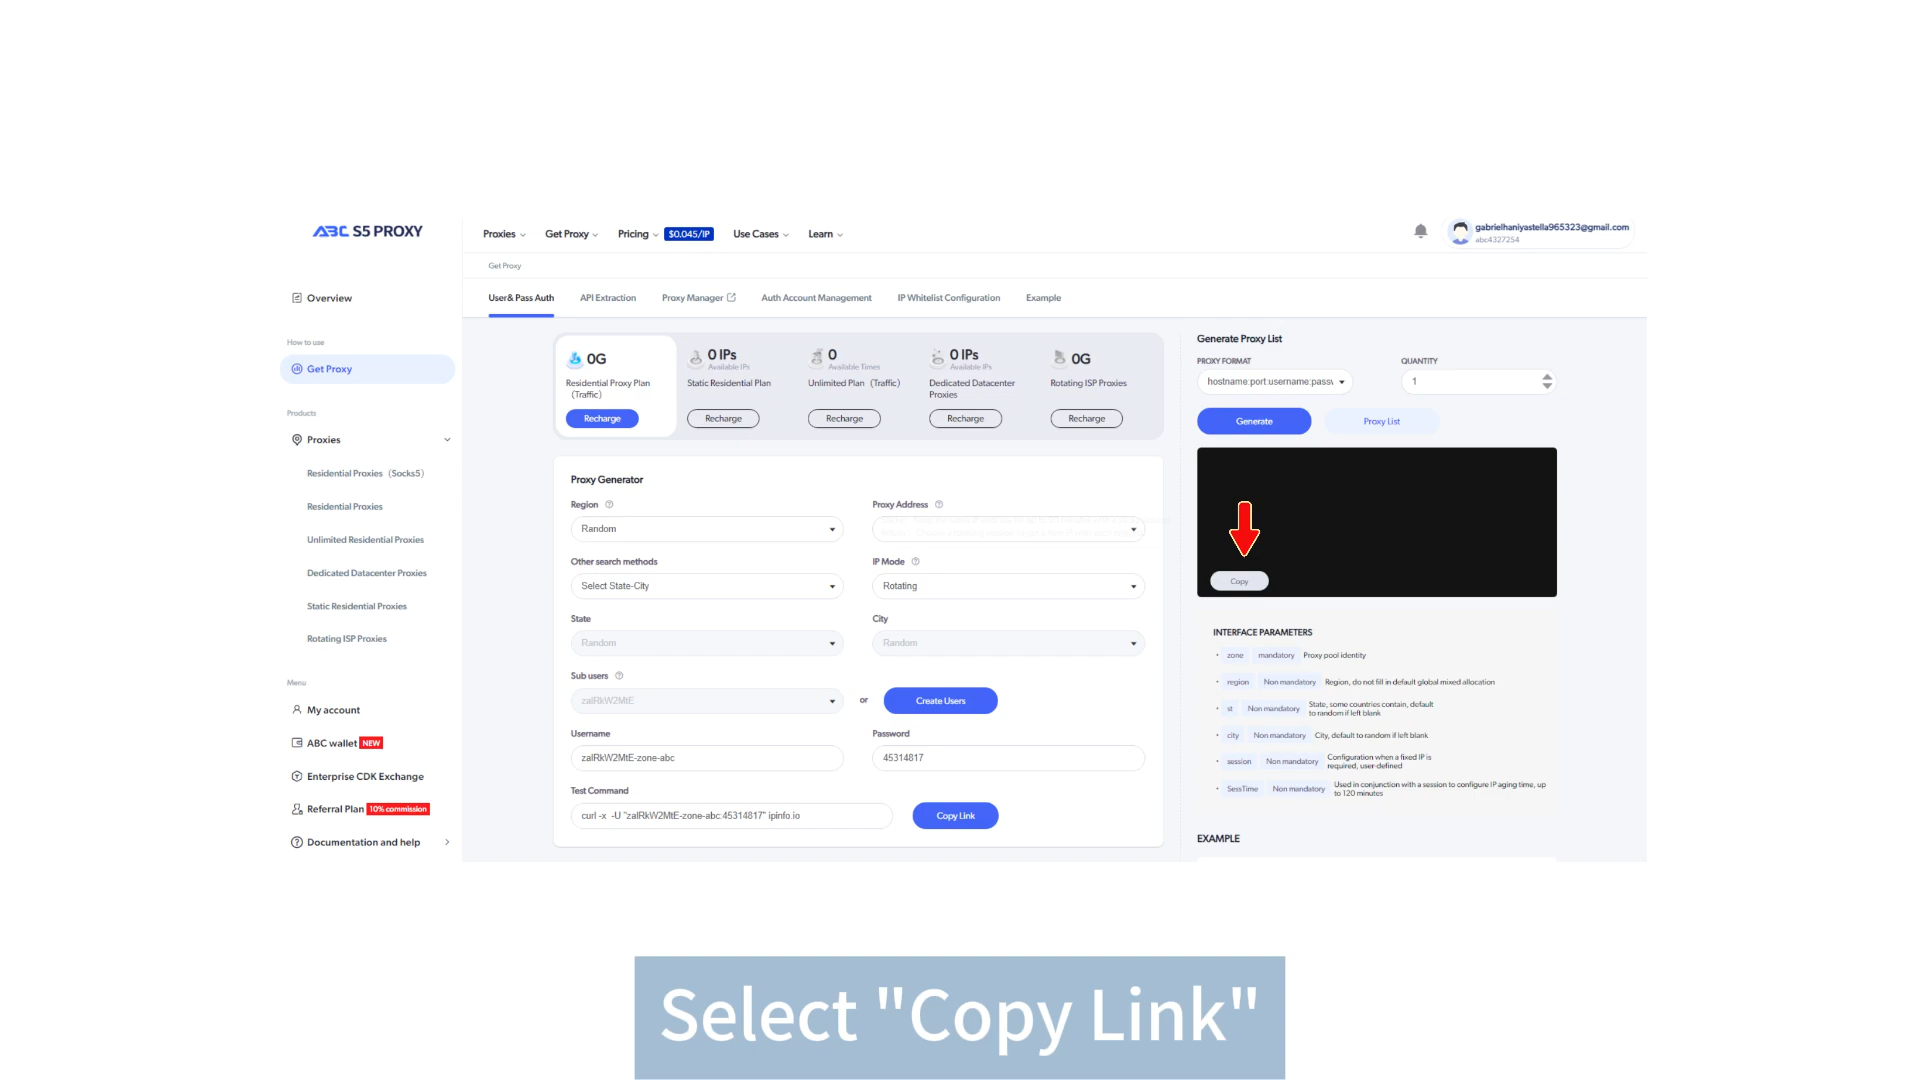 ABC S5 PROXY
Proxies
Get Proxy
Pricing
$0.045/IP
Use Cases
Learn
gabrielhaniyastella965323@gmail.com
abc4327254
Get Proxy
User& Pass Auth
API Extraction
Proxy Manager
Auth Account Management
IP Whitelist Configuration
Example
Overview
How to use
Get Proxy
Products
Proxies
Residential Proxies（Socks5）
Residential Proxies
Unlimited Residential Proxies
Dedicated Datacenter Proxies
Static Residential Proxies
Rotating ISP Proxies
Menu
My account
ABC wallet NEW
Enterprise CDK Exchange
Referral Plan 10% commission
Documentation and help
0G
Residential Proxy Plan
（Traffic）
Recharge
0 IPs
Available IPs
Static Residential Plan
Recharge
0
Available Times
Unlimited Plan（Traffic）
Recharge
0 IPs
Available IPs
Dedicated Datacenter
Proxies
Recharge
0G
Rotating ISP Proxies
Recharge
Proxy Generator
Region
Random
Proxy Address
Other search methods
Select State-City
IP Mode
Rotating
State
Random
City
Random
Sub users
zalRkW2MtE
or
Create Users
Username
zalRkW2MtE-zone-abc
Password
45314817
Test Command
curl -x -U "zalRkW2MtE-zone-abc:45314817" ipinfo.io
Copy Link
Generate Proxy List
PROXY FORMAT
hostname:port:username:passw
QUANTITY
1
Generate
Proxy List
Copy
INTERFACE PARAMETERS
zone mandatory Proxy pool identity
region Non mandatory Region, do not fill in default global mixed allocation
st Non mandatory State, some countries contain, default
to random if left blank
city Non mandatory City, default to random if left blank
session Non mandatory Configuration when a fixed IP is
required, user-defined
SessTime Non mandatory Used in conjunction with a session to configure IP aging time, up
to 120 minutes
EXAMPLE
Select "Copy Link"